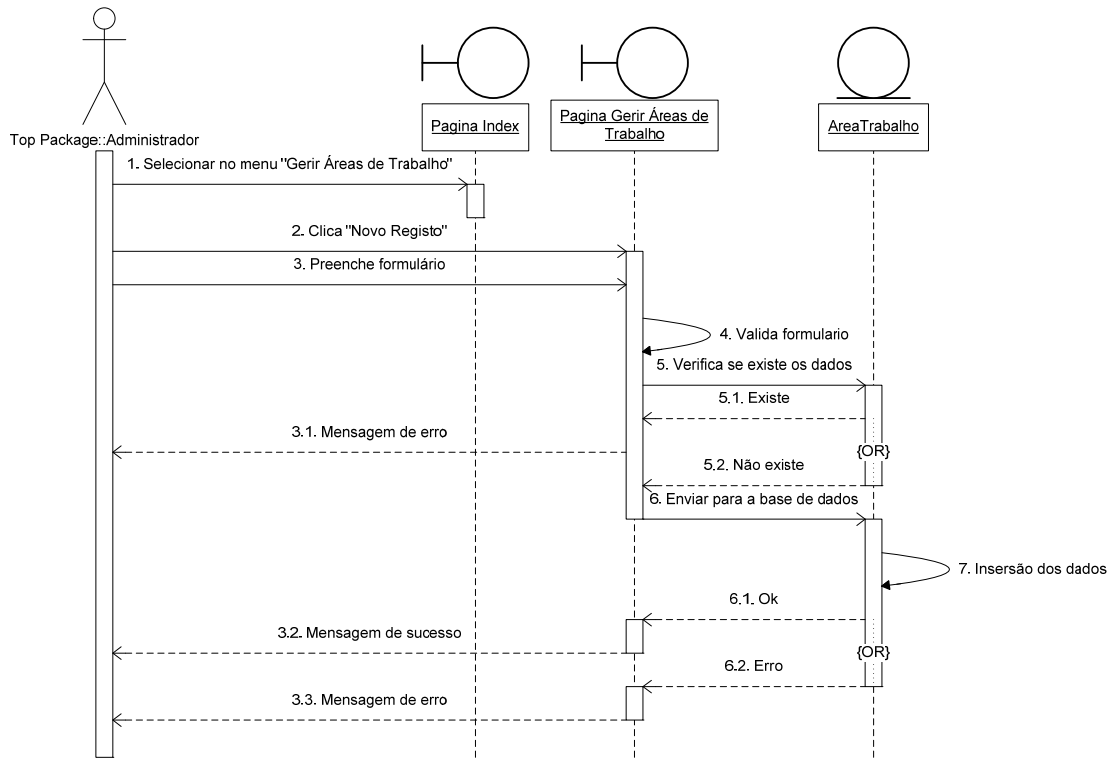 Pagina Index
Pagina Gerir Áreas de
Trabalho
AreaTrabalho
Top Package::Administrador
1. Selecionar no menu "Gerir Áreas de Trabalho"
2. Clica "Novo Registo"
3. Preenche formulário
4. Valida formulario
5. Verifica se existe os dados
5.1. Existe
3.1. Mensagem de erro
{OR}
5.2. Não existe
6. Enviar para a base de dados
7. Insersão dos dados
6.1. Ok
3.2. Mensagem de sucesso
{OR}
6.2. Erro
3.3. Mensagem de erro